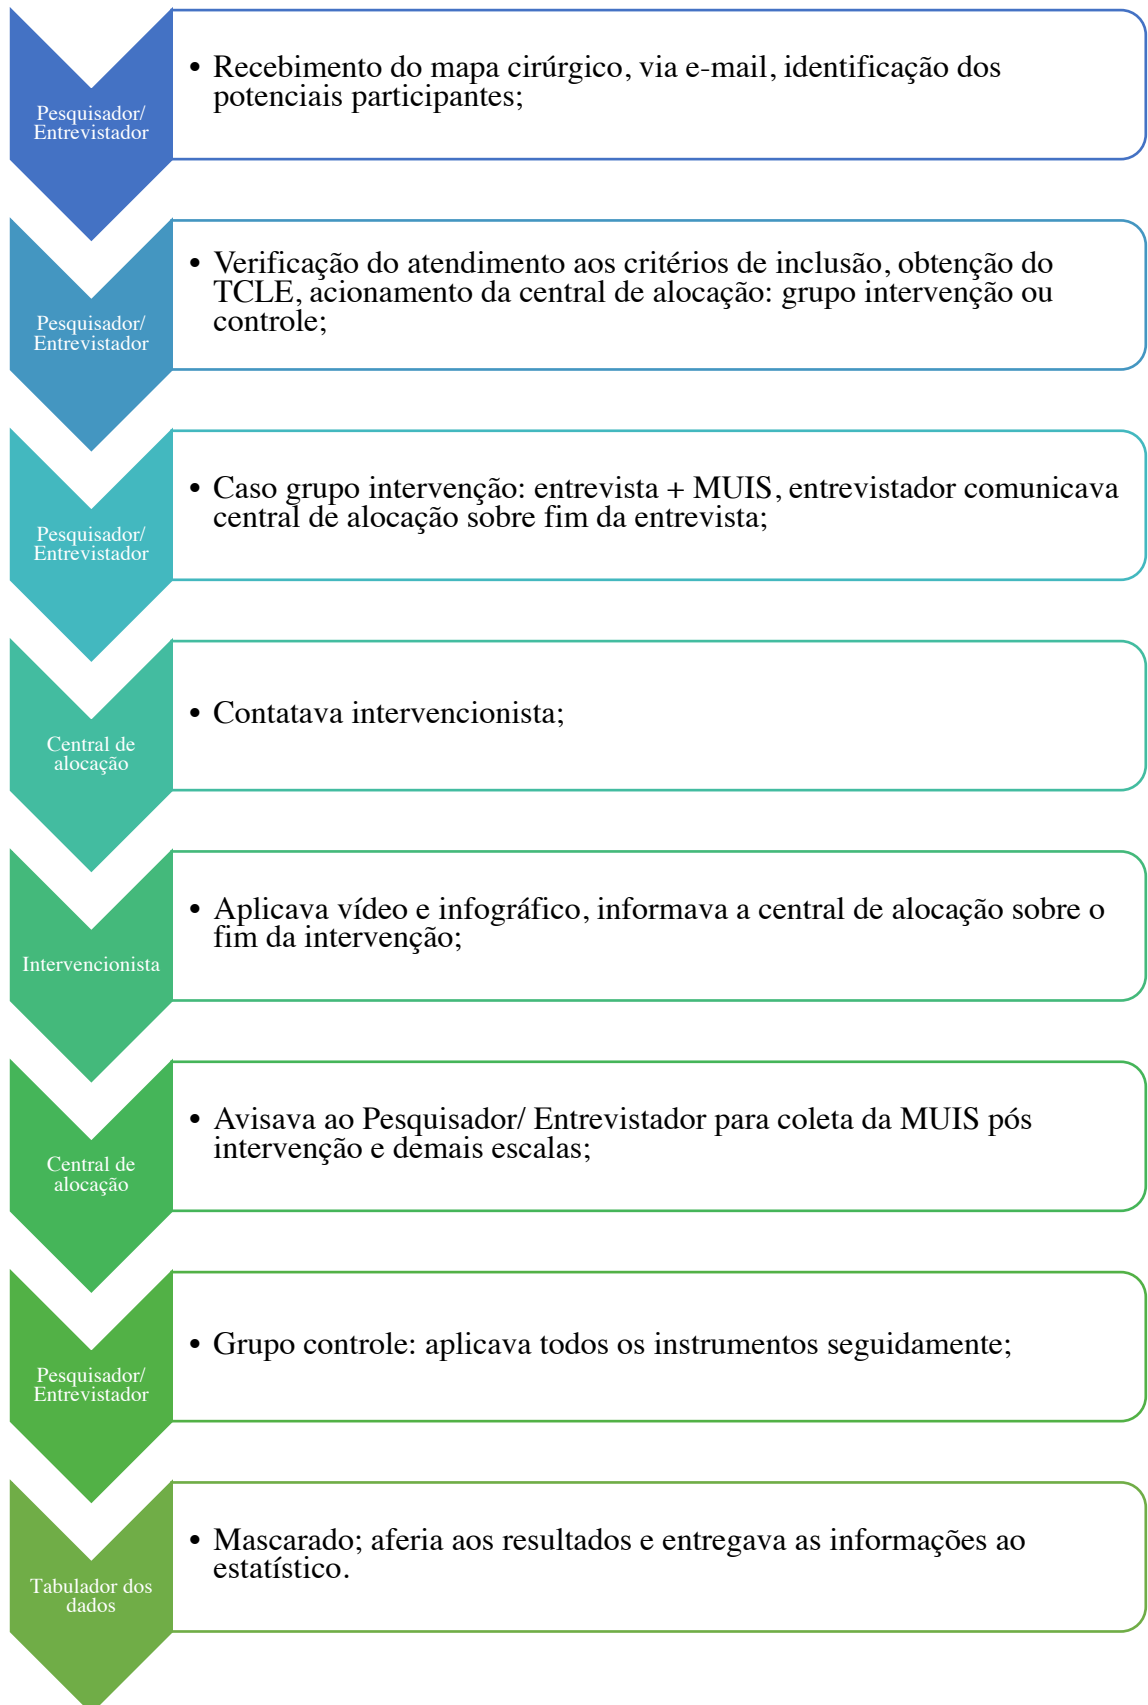 Pesquisador/
Entrevistador
• Recebimento do mapa cirúrgico, via e-mail, identificação dos
potenciais participantes;
Pesquisador/
Entrevistador
• Verificação do atendimento aos critérios de inclusão, obtenção do
TCLE, acionamento da central de alocação: grupo intervenção ou
controle;
Pesquisador/
Entrevistador
• Caso grupo intervenção: entrevista + MUIS, entrevistador comunicava
central de alocação sobre fim da entrevista;
Central de
alocação
• Contatava intervencionista;
Intervencionista
• Aplicava vídeo e infográfico, informava a central de alocação sobre o
fim da intervenção;
Central de
alocação
• Avisava ao Pesquisador/ Entrevistador para coleta da MUIS pós
intervenção e demais escalas;
Pesquisador/
Entrevistador
• Grupo controle: aplicava todos os instrumentos seguidamente;
Tabulador dos
dados
• Mascarado; aferia aos resultados e entregava as informações ao
estatístico.